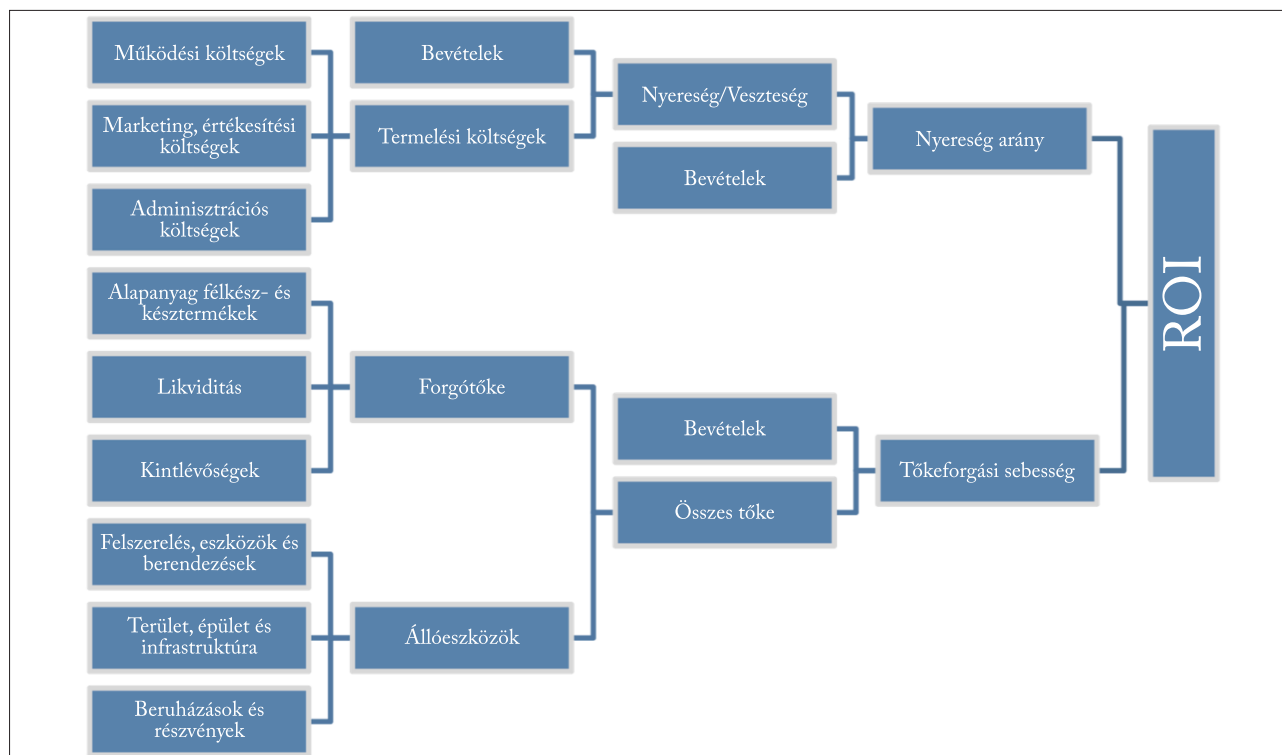 Működési költségek
Marketing, értékesítési
költségek
Adminisztrációs
költségek
Alapanyag félkész- és
késztermékek
Likviditás
Kintlévőségek
Felszerelés, eszközök és
berendezések
Terület, épület és
infrastruktúra
Beruházások és
részvények
Bevételek
Termelési költségek
Forgótőke
Állóeszközök
Nyereség/Veszteség
Bevételek
Bevételek
Összes tőke
Nyereség arány
Tőkeforgási sebesség
ROI